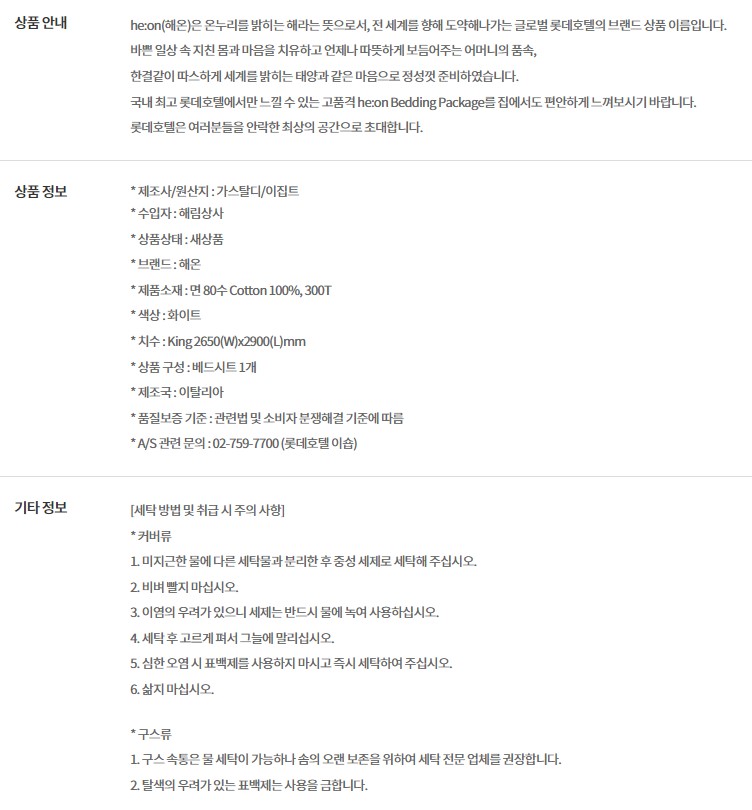 상품 안내
he:on(해온)은 온누리를 밝히는 해라는 뜻으로서, 전 세계를 향해 도약해나가는 글로벌 롯데호텔의 브랜드 상품 이름입니다.
바쁜 일상 속 지친 몸과 마음을 치유하고 언제나 따뜻하게 보듬어주는 어머니의 품속,
한결같이 따스하게 세계를 밝히는 태양과 같은 마음으로 정성껏 준비하였습니다.
국내 최고 롯데호텔에서만 느낄 수 있는 고품격 he:on Bedding Package를 집에서도 편안하게 느껴보시기 바랍니다.
롯데호텔은 여러분들을 안락한 최상의 공간으로 초대합니다.
상품 정보
* 제조사/원산지 : 가스탈디/이집트
* 수입자 : 해림상사
* 상품상태 : 새상품
* 브랜드 : 해온
* 제품소재 : 면 80수 Cotton 100%, 300T
* 색상 : 화이트
* 치수 : King 2650(W)x2900(L)mm
* 상품 구성 : 베드시트 1개
* 제조국 : 이탈리아
* 품질보증 기준 : 관련법 및 소비자 분쟁해결 기준에 따름
* A/S 관련 문의 : 02-759-7700 (롯데호텔 이숍)
기타 정보
[세탁 방법 및 취급 시 주의 사항]
* 커버류
1. 미지근한 물에 다른 세탁물과 분리한 후 중성 세제로 세탁해 주십시오.
2. 비벼 빨지 마십시오.
3. 이염의 우려가 있으니 세제는 반드시 물에 녹여 사용하십시오.
4. 세탁 후 고르게 펴서 그늘에 말리십시오.
5. 심한 오염 시 표백제를 사용하지 마시고 즉시 세탁하여 주십시오.
6. 삶지 마십시오.
* 구스류
1. 구스 속통은 물 세탁이 가능하나 솜의 오랜 보존을 위하여 세탁 전문 업체를 권장합니다.
2. 탈색의 우려가 있는 표백제는 사용을 금합니다.